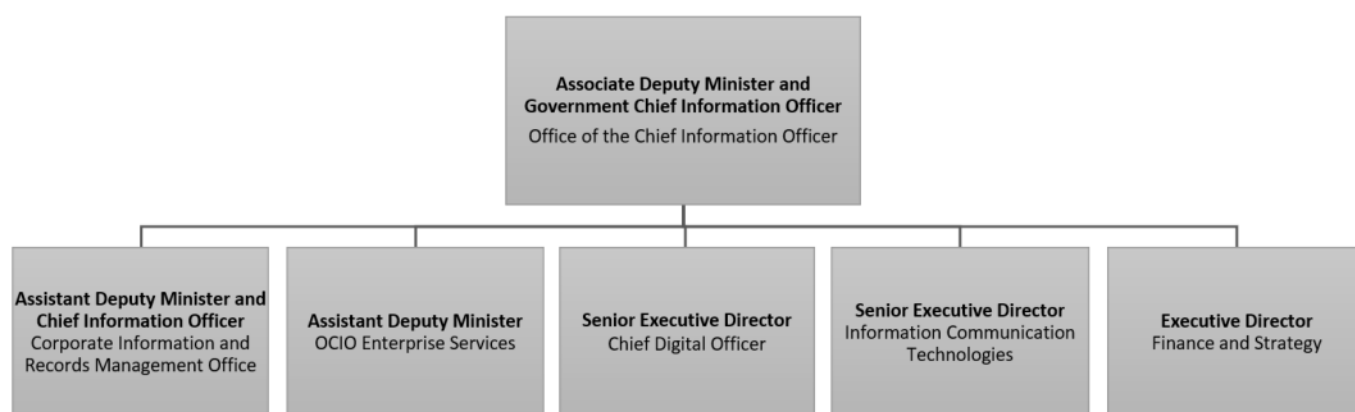 Associate Deputy Minister and
Government Chief Information Officer
Office of the Chief Information Officer
Assistant Deputy Minister and
Chief Information Officer
Corporate Information and
Records Management Office
Assistant Deputy Minister
OCIO Enterprise Services
Senior Executive Director
Chief Digital Officer
Senior Executive Director
Information Communication
Technologies
Executive Director
Finance and Strategy